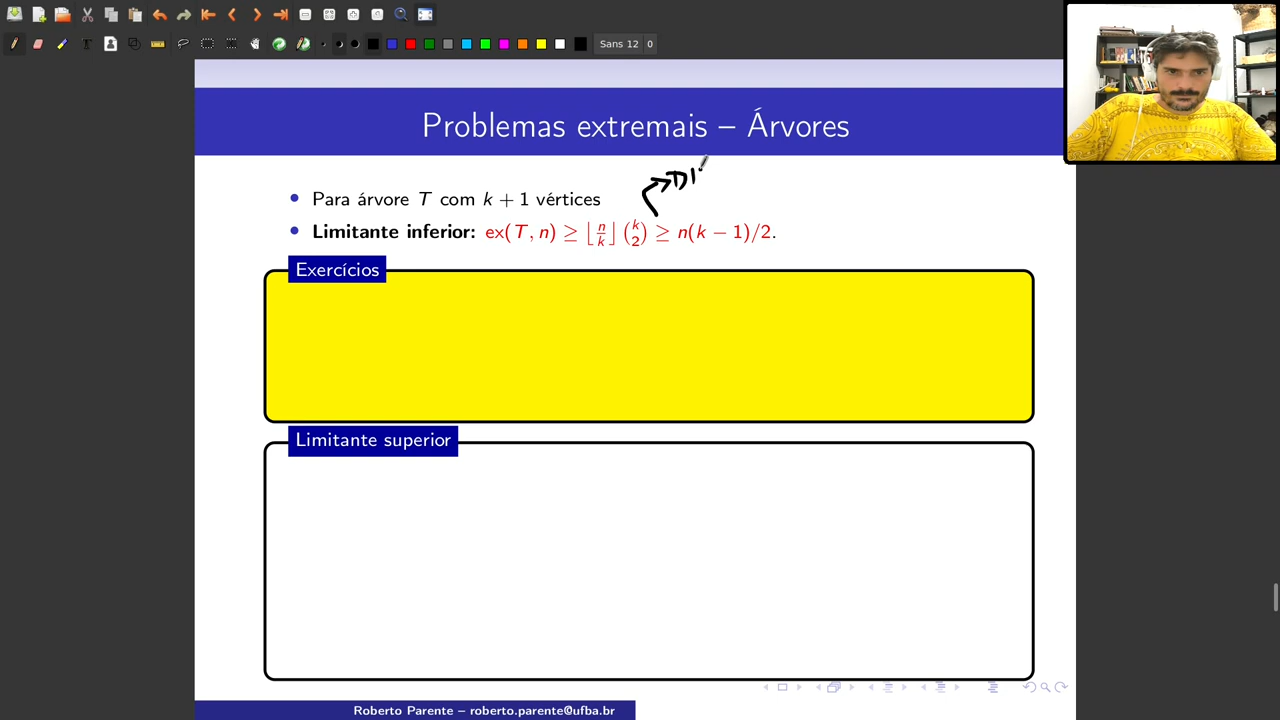 Sans 12 0
Problemas extremais – Árvores
DI
• Para árvore T com k + 1 vértices
• Limitante inferior: ex(T, n) ≥ ⌊n/k⌋ (k 2) ≥ n(k − 1)/2.
Exercícios
Limitante superior
Roberto Parente – roberto.parente@ufba.br